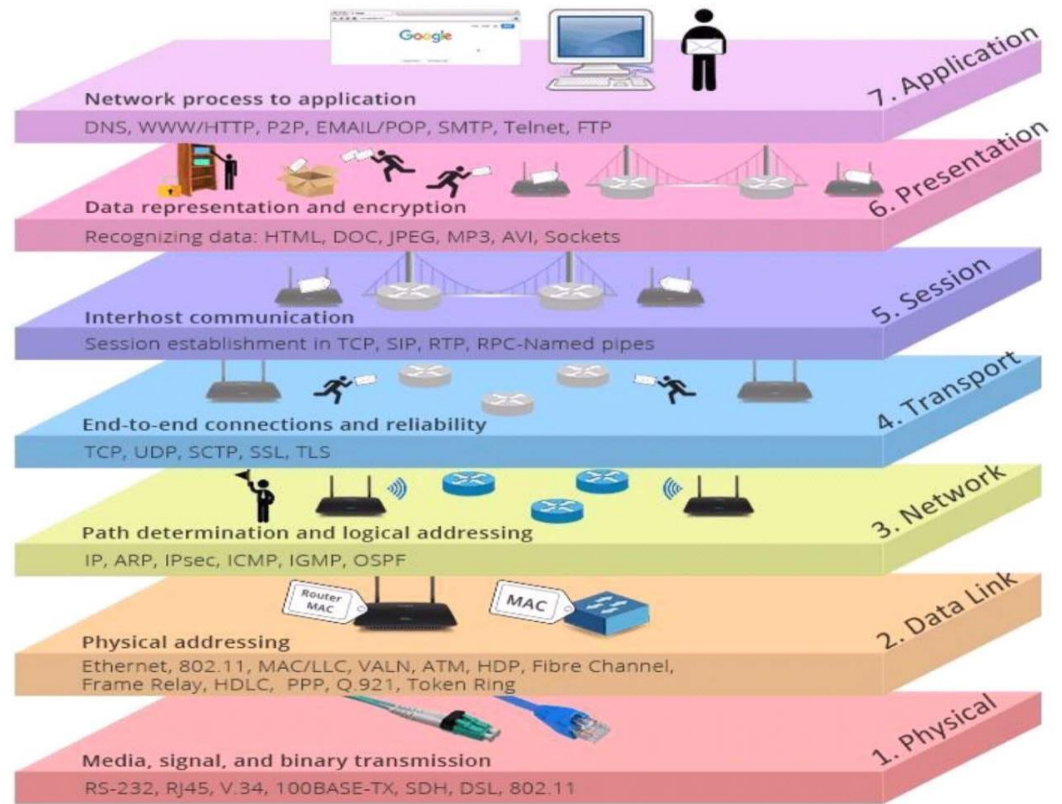 Google
7. Application
Network process to application
DNS, WWW/HTTP, P2P, EMAIL/POP, SMTP, Telnet, FTP
6. Presentation
Data representation and encryption
Recognizing data: HTML, DOC, JPEG, MP3, AVI, Sockets
5. Session
Interhost communication
Session establishment in TCP, SIP, RTP, RPC-Named pipes
4. Transport
End-to-end connections and reliability
TCP, UDP, SCTP, SSL, TLS
3. Network
Path determination and logical addressing
IP, ARP, IPsec, ICMP, IGMP, OSPF
Router
MAC
MAC
2. Data Link
Physical addressing
Ethernet, 802.11, MAC/LLC, VALN, ATM, HDP, Fibre Channel,
Frame Relay, HDLC, PPP, Q.921, Token Ring
1. Physical
Media, signal, and binary transmission
RS-232, RJ45, V.34, 100BASE-TX, SDH, DSL, 802.11